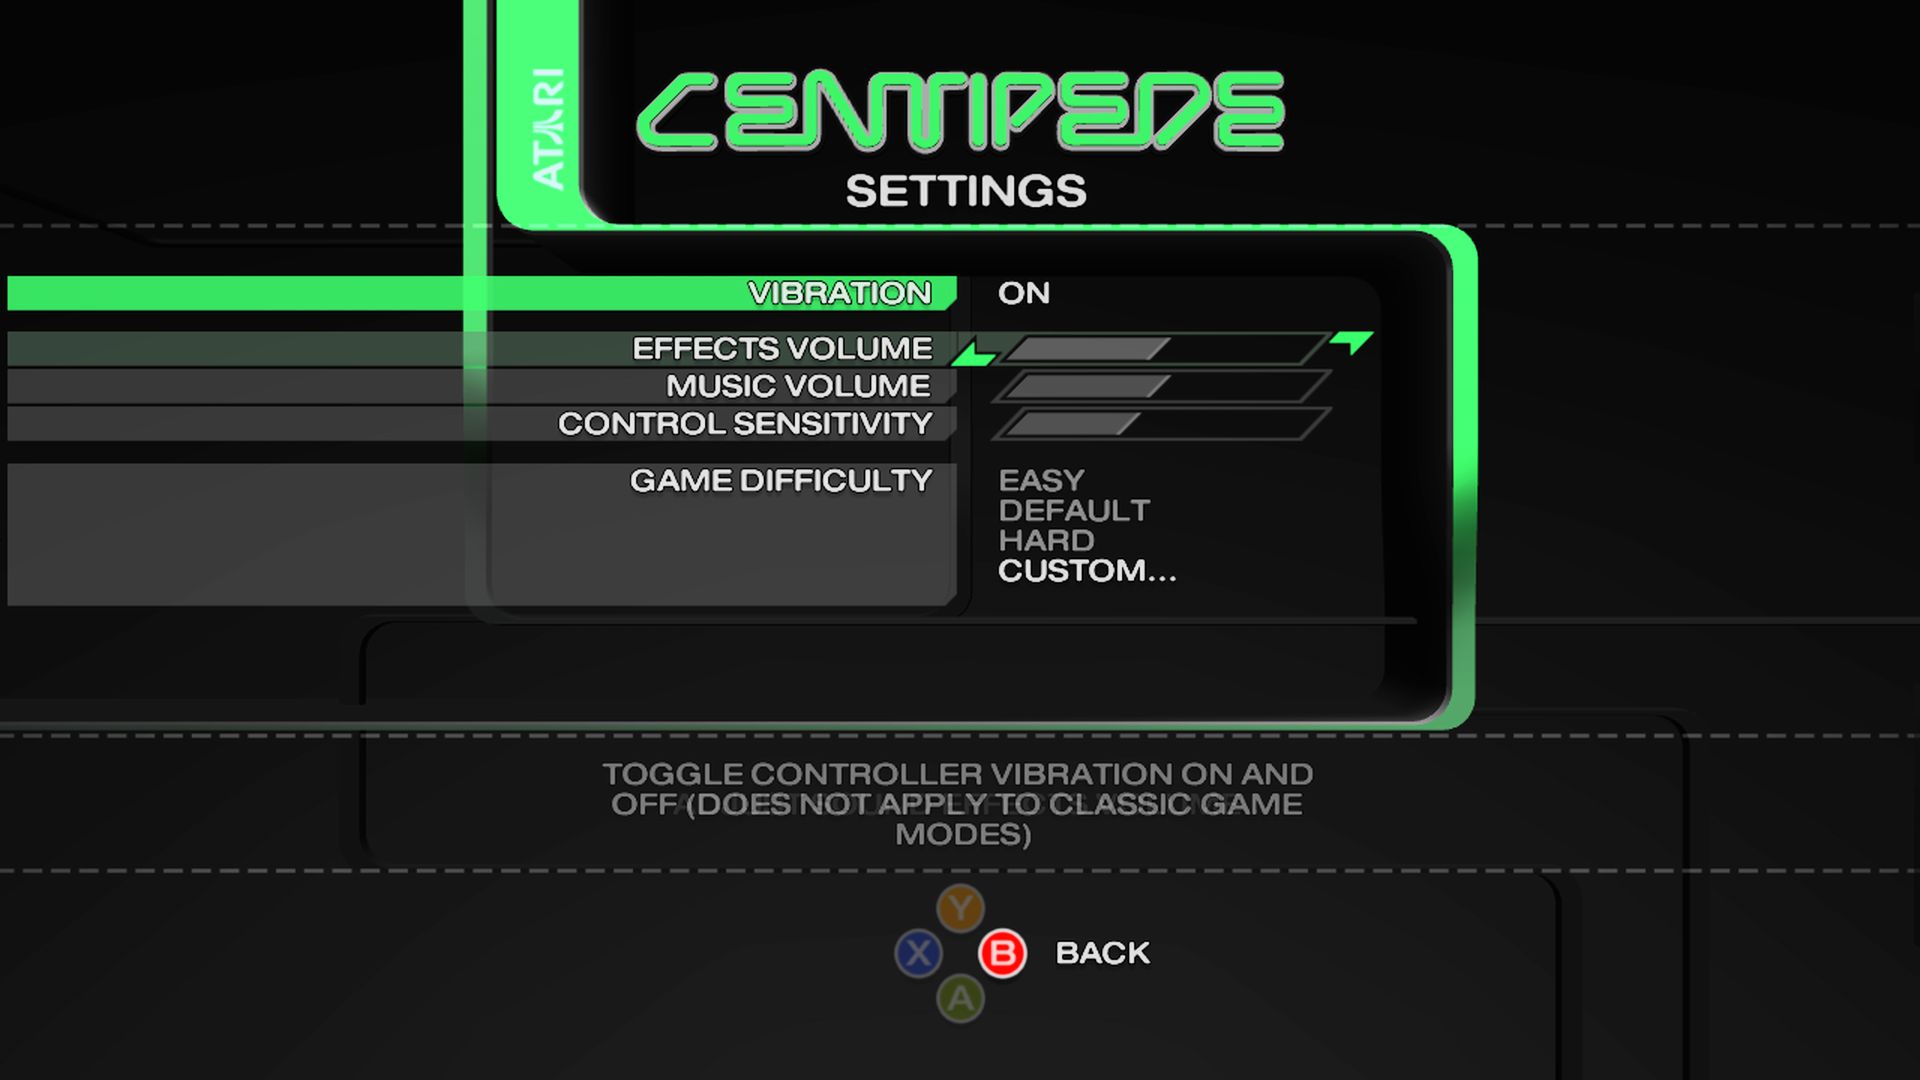 ATARI
CENTIPEDE
SETTINGS
VIBRATION ON
EFFECTS VOLUME
MUSIC VOLUME
CONTROL SENSITIVITY
GAME DIFFICULTY EASY
DEFAULT
HARD
CUSTOM...
TOGGLE CONTROLLER VIBRATION ON AND
OFF (DOES NOT APPLY TO CLASSIC GAME
MODES)
Y
X B BACK
A